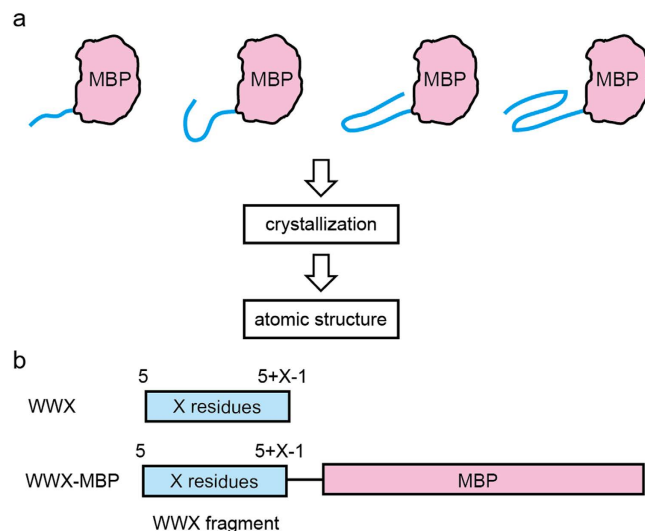 a
MBP MBP MBP MBP
crystallization
atomic structure
b
5 5+X-1
WWX X residues
5 5+X-1
WWX-MBP X residues MBP
WWX fragment